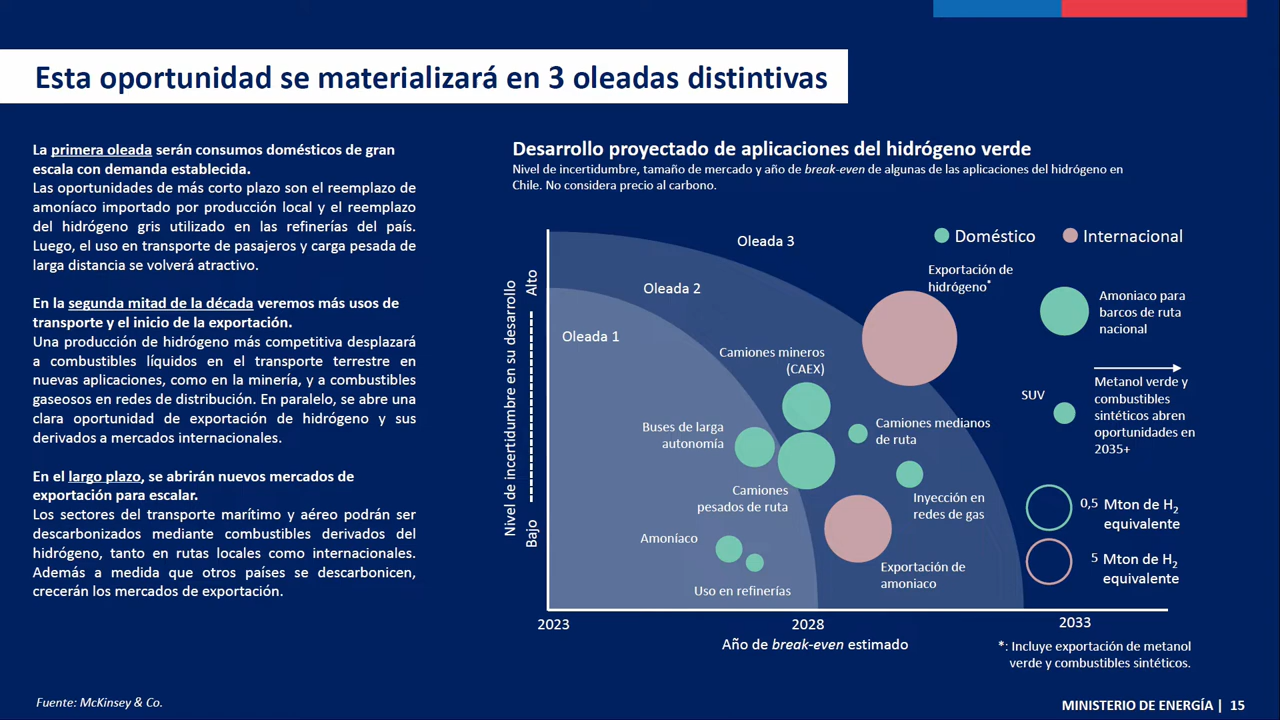 Esta oportunidad se materializará en 3 oleadas distintivas
La primera oleada serán consumos domésticos de gran
escala con demanda establecida.
Las oportunidades de más corto plazo son el reemplazo de
amoníaco importado por producción local y el reemplazo
del hidrógeno gris utilizado en las refinerías del país.
Luego, el uso en transporte de pasajeros y carga pesada de
larga distancia se volverá atractivo.
En la segunda mitad de la década veremos más usos de
transporte y el inicio de la exportación.
Una producción de hidrógeno más competitiva desplazará
a combustibles líquidos en el transporte terrestre en
nuevas aplicaciones, como en la minería, y a combustibles
gaseosos en redes de distribución. En paralelo, se abre una
clara oportunidad de exportación de hidrógeno y sus
derivados a mercados internacionales.
En el largo plazo, se abrirán nuevos mercados de
exportación para escalar.
Los sectores del transporte marítimo y aéreo podrán ser
descarbonizados mediante combustibles derivados del
hidrógeno, tanto en rutas locales como internacionales.
Además a medida que otros países se descarbonicen,
crecerán los mercados de exportación.
Desarrollo proyectado de aplicaciones del hidrógeno verde
Nivel de incertidumbre, tamaño de mercado y año de break-even de algunas de las aplicaciones del hidrógeno en
Chile. No considera precio al carbono.
Oleada 3
Doméstico
Internacional
Oleada 2
Oleada 1
Exportación de
hidrógeno*
Amoniaco para
barcos de ruta
nacional
Camiones mineros
(CAEX)
SUV
Metanol verde y
combustibles
sintéticos abren
oportunidades en
2035+
Buses de larga
autonomía
Camiones medianos
de ruta
Camiones
pesados de ruta
Inyección en
redes de gas
0,5 Mton de H2
equivalente
Amoníaco
Uso en refinerías
Exportación de
amoniaco
5 Mton de H2
equivalente
Nivel de incertidumbre en su desarrollo
Alto
Bajo
2023
2028
2033
Año de break-even estimado
*: Incluye exportación de metanol
verde y combustibles sintéticos.
Fuente: McKinsey & Co.
MINISTERIO DE ENERGÍA | 15